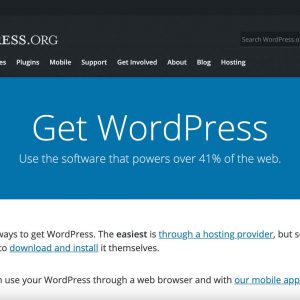 RESS.ORG
Search WordPress.o
es Plugins Mobile Support Get Involved About Blog Hosting
Get WordPress
Use the software that powers over 41% of the web.
ways to get WordPress. The easiest is through a hosting provider, but s
to download and install it themselves.
n use your WordPress through a web browser and with our mobile app